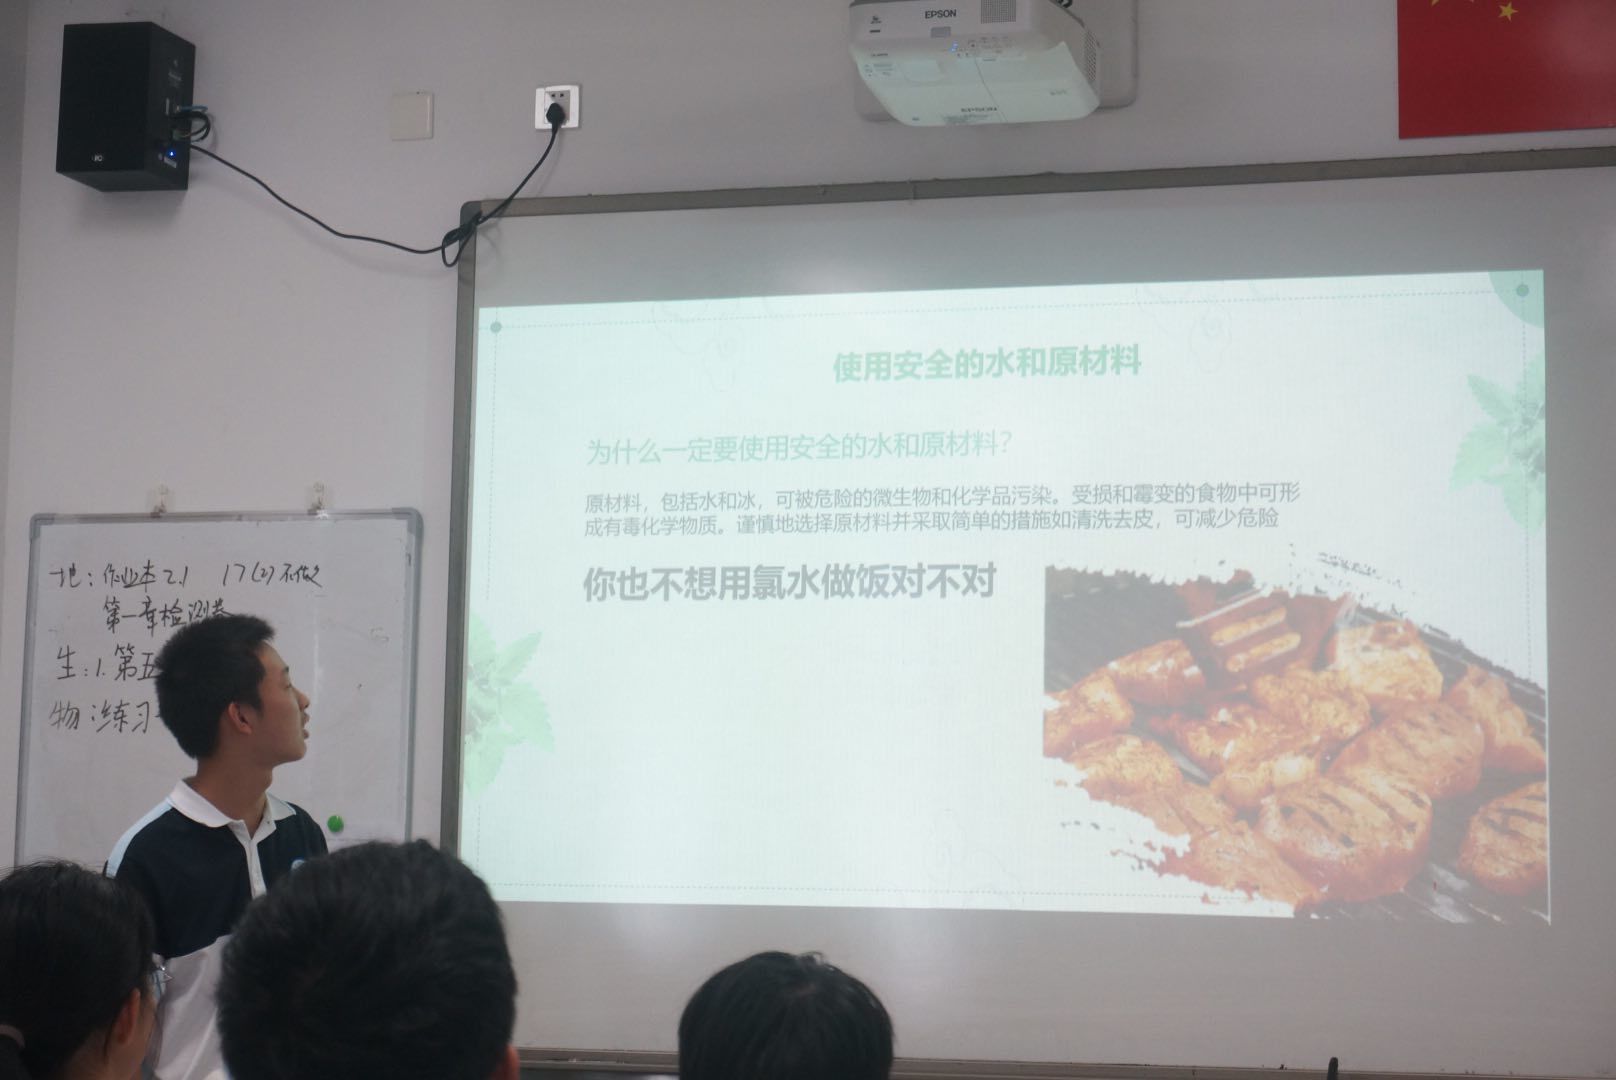 EPSON
EPSON
使用安全的水和原材料
为什么一定要使用安全的水和原材料?
原材料，包括水和冰，可被危险的微生物和化学品污染。受损和霉变的食物中可形
成有毒化学物质。谨慎地选择原材料并采取简单的措施如清洗去皮，可减少危险
你也不想用氯水做饭对不对
地：作业本 2.1 17(2)不做
第一章检测卷
生：1. 第五
物：练习